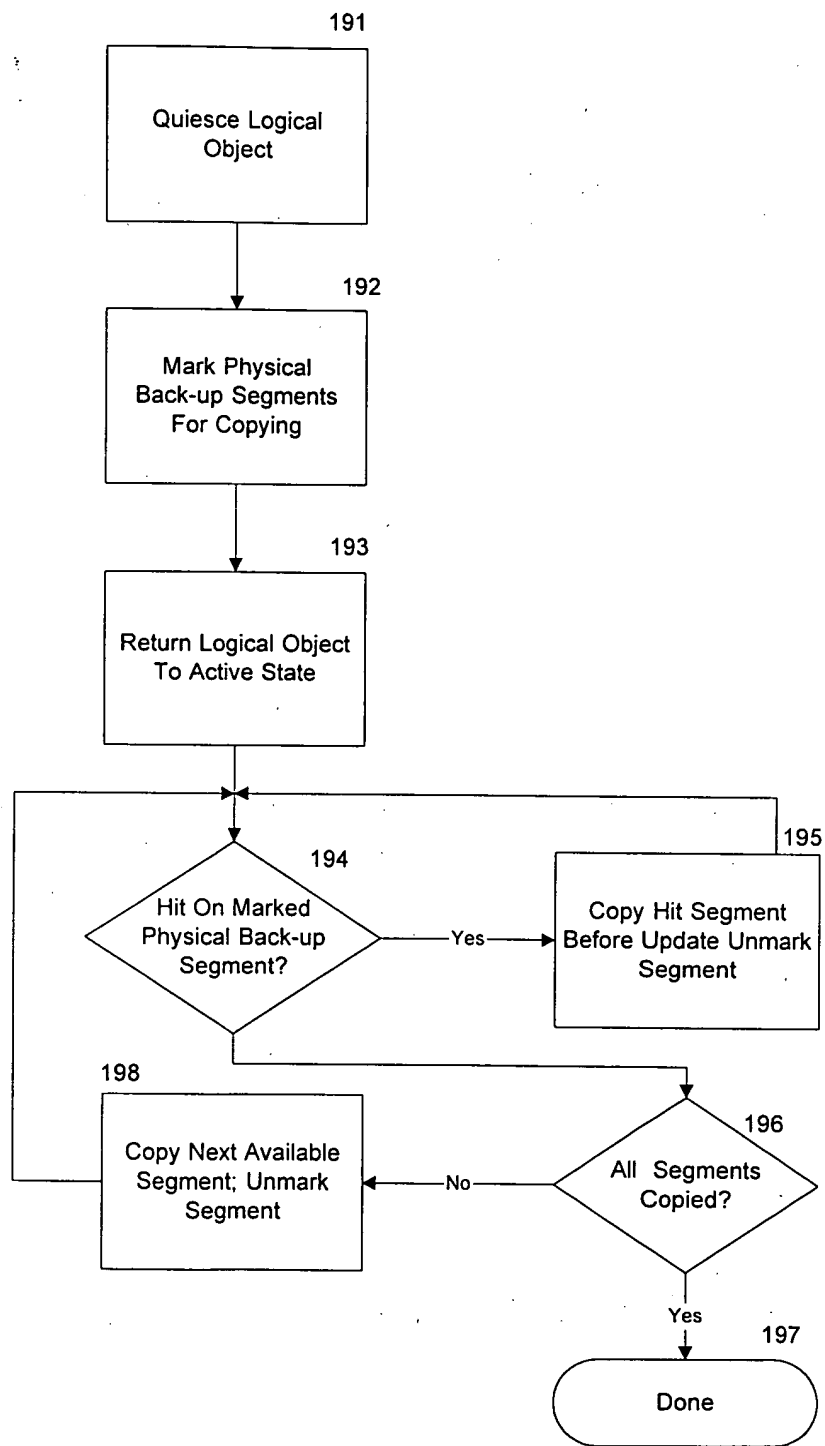 191
Quiesce Logical
Object
192
Mark Physical
Back-up Segments
For Copying
193
Return Logical Object
To Active State
194
Hit On Marked
Physical Back-up
Segment?
Yes
195
Copy Hit Segment
Before Update Unmark
Segment
198
Copy Next Available
Segment; Unmark
Segment
No
196
All Segments
Copied?
Yes
197
Done